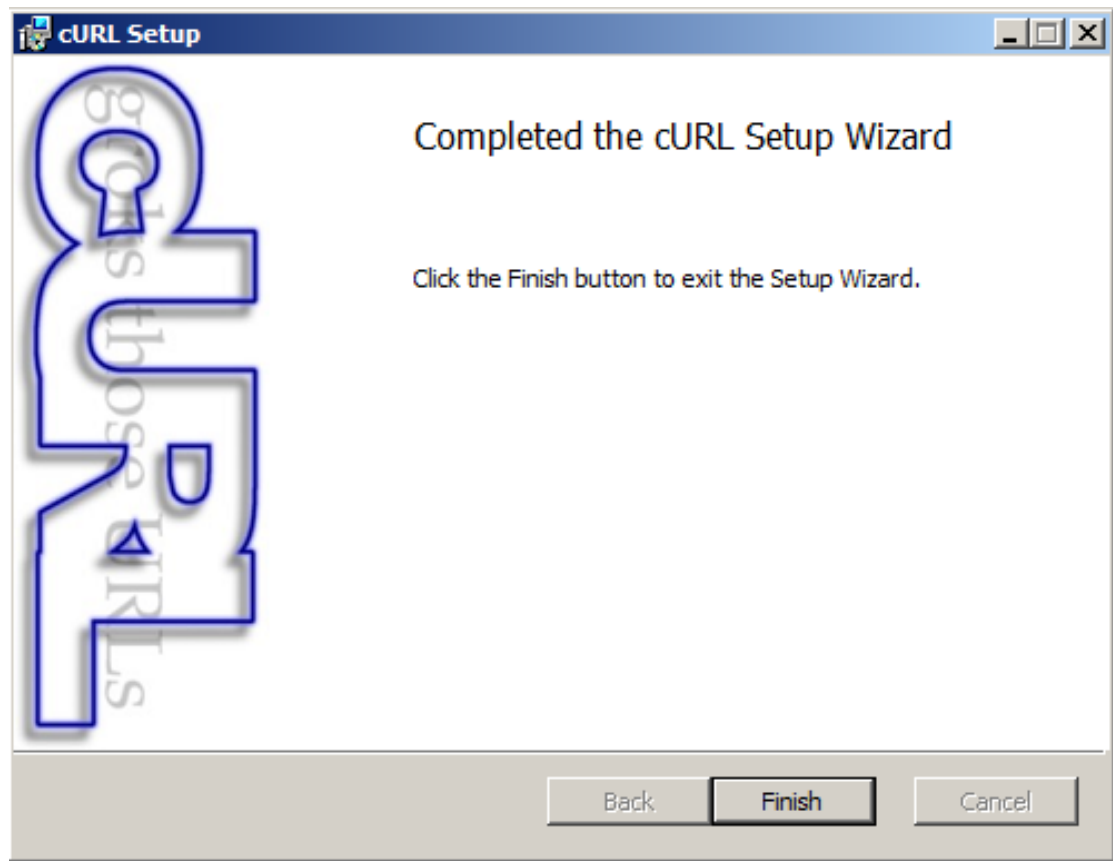 cURL Setup
CURL
groks those URLs
Completed the cURL Setup Wizard
Click the Finish button to exit the Setup Wizard.
Back Finish Cancel